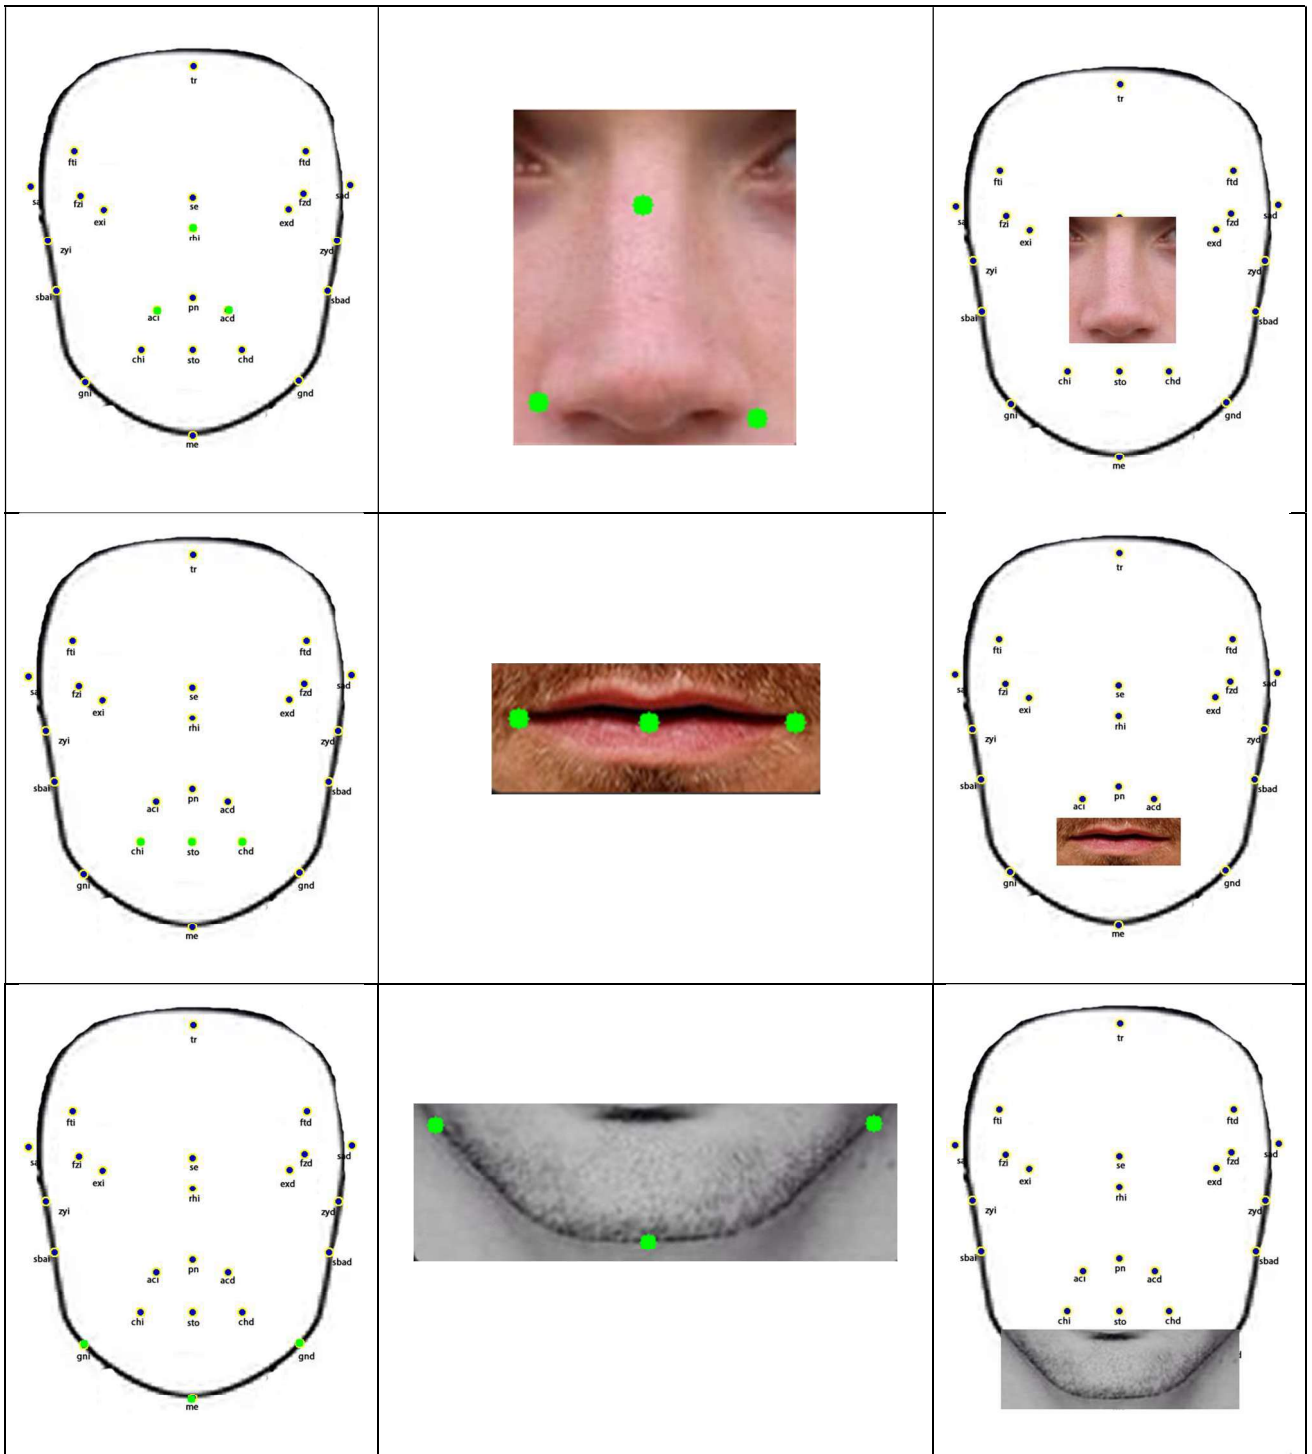 tr
fti
ftd
sa
fzi
se
fzd
sad
exi
exd
rhi
zyi
zyd
sbai
pn
sbad
aci
acd
chi
sto
chd
gni
gnd
me
tr
fti
ftd
sa
fzi
fzd
sad
exi
exd
zyi
zyd
sbai
sbad
chi
sto
chd
gni
gnd
me
tr
fti
ftd
sa
fzi
se
fzd
sad
exi
exd
rhi
zyi
zyd
sbai
pn
sbad
aci
acd
chi
sto
chd
gni
gnd
me
tr
fti
ftd
sa
fzi
se
fzd
sad
exi
exd
rhi
zyi
zyd
sbai
pn
sbad
aci
acd
gni
gnd
me
tr
fti
ftd
sa
fzi
se
fzd
sad
exi
exd
rhi
zyi
zyd
sbai
pn
sbad
aci
acd
chi
sto
chd
gni
gnd
me
tr
fti
ftd
sa
fzi
se
fzd
sad
exi
exd
rhi
zyi
zyd
sbai
pn
sbad
aci
acd
chi
sto
chd